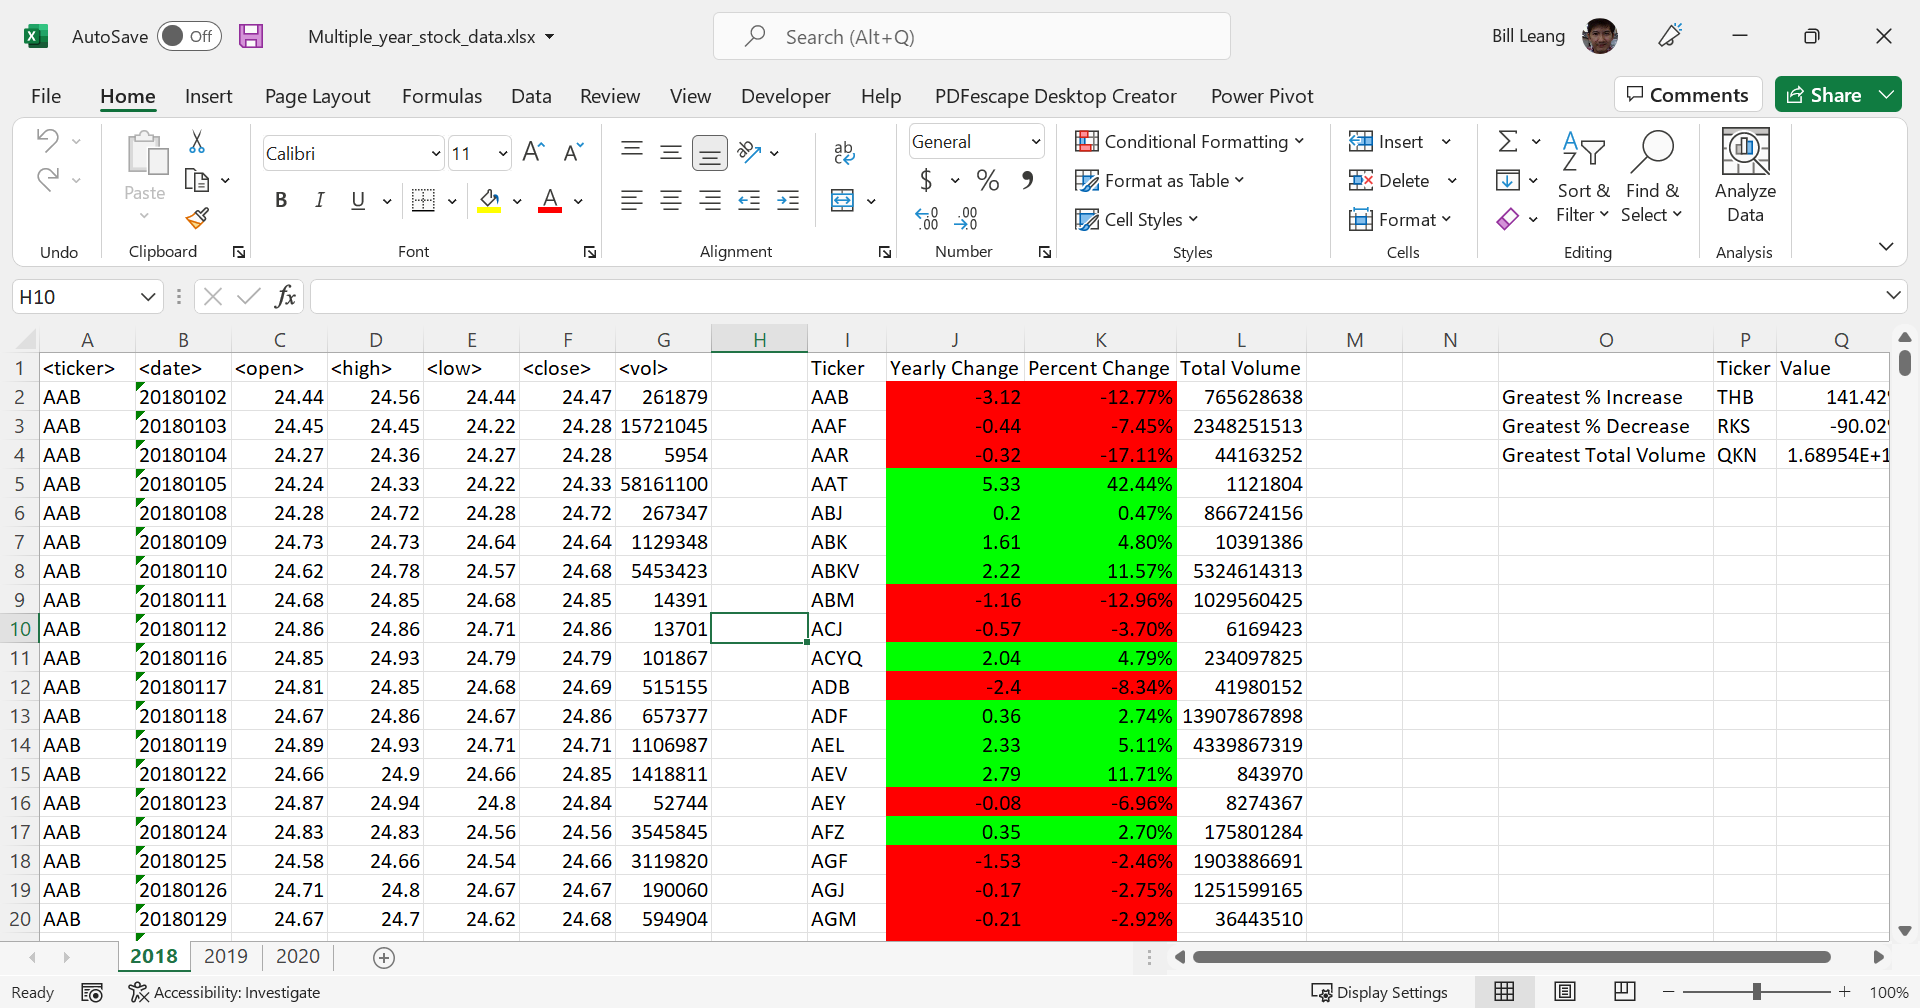 AutoSave Off Multiple_year_stock_data.xlsx Search (Alt+Q) Bill Leang
File Home Insert Page Layout Formulas Data Review View Developer Help PDFescape Desktop Creator Power Pivot Comments Share
Calibri 11 General Conditional Formatting Insert
Paste Format as Table Delete Sort & Filter Find & Select Analyze Data
B I U Cell Styles Format
Undo Clipboard Font Alignment Number Styles Cells Editing Analysis
H10 fx
A B C D E F G H I J K L M N O P Q
1 <ticker> <date> <open> <high> <low> <close> <vol> Ticker Yearly Change Percent Change Total Volume Ticker Value
2 AAB 20180102 24.44 24.56 24.44 24.47 261879 AAB -3.12 -12.77% 765628638 Greatest % Increase THB 141.42
3 AAB 20180103 24.45 24.45 24.22 24.28 15721045 AAF -0.44 -7.45% 2348251513 Greatest % Decrease RKS -90.02
4 AAB 20180104 24.27 24.36 24.27 24.28 5954 AAR -0.32 -17.11% 44163252 Greatest Total Volume QKN 1.68954E+1
5 AAB 20180105 24.24 24.33 24.22 24.33 58161100 AAT 5.33 42.44% 1121804
6 AAB 20180108 24.28 24.72 24.28 24.72 267347 ABJ 0.2 0.47% 866724156
7 AAB 20180109 24.73 24.73 24.64 24.64 1129348 ABK 1.61 4.80% 10391386
8 AAB 20180110 24.62 24.78 24.57 24.68 5453423 ABKV 2.22 11.57% 5324614313
9 AAB 20180111 24.68 24.85 24.68 24.85 14391 ABM -1.16 -12.96% 1029560425
10 AAB 20180112 24.86 24.86 24.71 24.86 13701 ACJ -0.57 -3.70% 6169423
11 AAB 20180116 24.85 24.93 24.79 24.79 101867 ACYQ 2.04 4.79% 234097825
12 AAB 20180117 24.81 24.85 24.68 24.69 515155 ADB -2.4 -8.34% 41980152
13 AAB 20180118 24.67 24.86 24.67 24.86 657377 ADF 0.36 2.74% 13907867898
14 AAB 20180119 24.89 24.93 24.71 24.71 1106987 AEL 2.33 5.11% 4339867319
15 AAB 20180122 24.66 24.9 24.66 24.85 1418811 AEV 2.79 11.71% 843970
16 AAB 20180123 24.87 24.94 24.8 24.84 52744 AEY -0.08 -6.96% 8274367
17 AAB 20180124 24.83 24.83 24.56 24.56 3545845 AFZ 0.35 2.70% 175801284
18 AAB 20180125 24.58 24.66 24.54 24.66 3119820 AGF -1.53 -2.46% 1903886691
19 AAB 20180126 24.71 24.8 24.67 24.67 190060 AGJ -0.17 -2.75% 1251599165
20 AAB 20180129 24.67 24.7 24.62 24.68 594904 AGM -0.21 -2.92% 36443510
2018 2019 2020
Ready Accessibility: Investigate Display Settings 100%